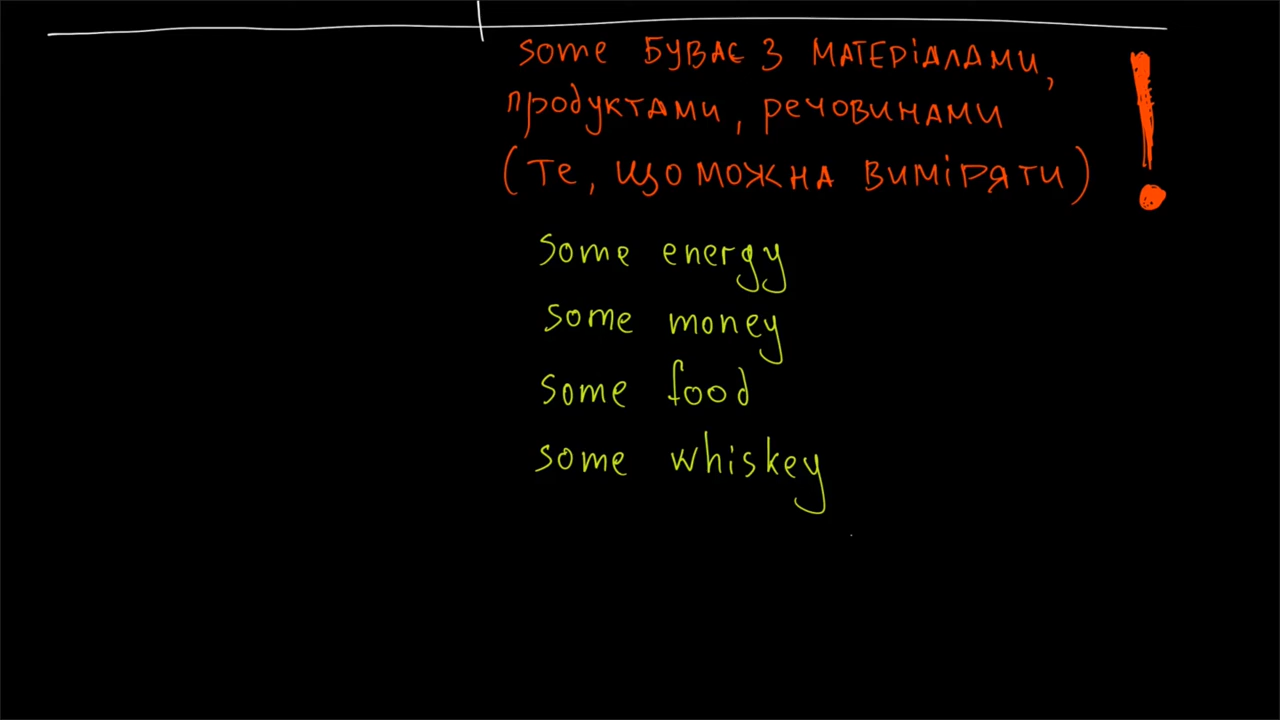 some буває з матеріалами,
продуктами, речовинами
(те, що можна виміряти) !
some energy
some money
some food
some whiskey